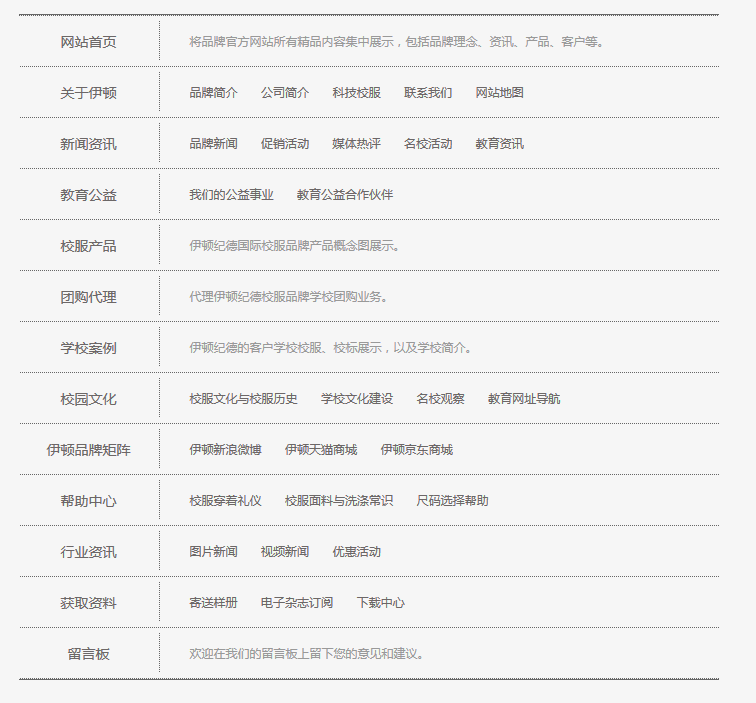 网站首页 将品牌官方网站所有精品内容集中展示，包括品牌理念、资讯、产品、客户等。
关于伊顿 品牌简介 公司简介 科技校服 联系我们 网站地图
新闻资讯 品牌新闻 促销活动 媒体热评 名校活动 教育资讯
教育公益 我们的公益事业 教育公益合作伙伴
校服产品 伊顿纪德国际校服品牌产品概念图展示。
团购代理 代理伊顿纪德校服品牌学校团购业务。
学校案例 伊顿纪德的客户学校校服、校标展示，以及学校简介。
校园文化 校服文化与校服历史 学校文化建设 名校观察 教育网址导航
伊顿品牌矩阵 伊顿新浪微博 伊顿天猫商城 伊顿京东商城
帮助中心 校服穿着礼仪 校服面料与洗涤常识 尺码选择帮助
行业资讯 图片新闻 视频新闻 优惠活动
获取资料 寄送样册 电子杂志订阅 下载中心
留言板 欢迎在我们的留言板上留下您的意见和建议。